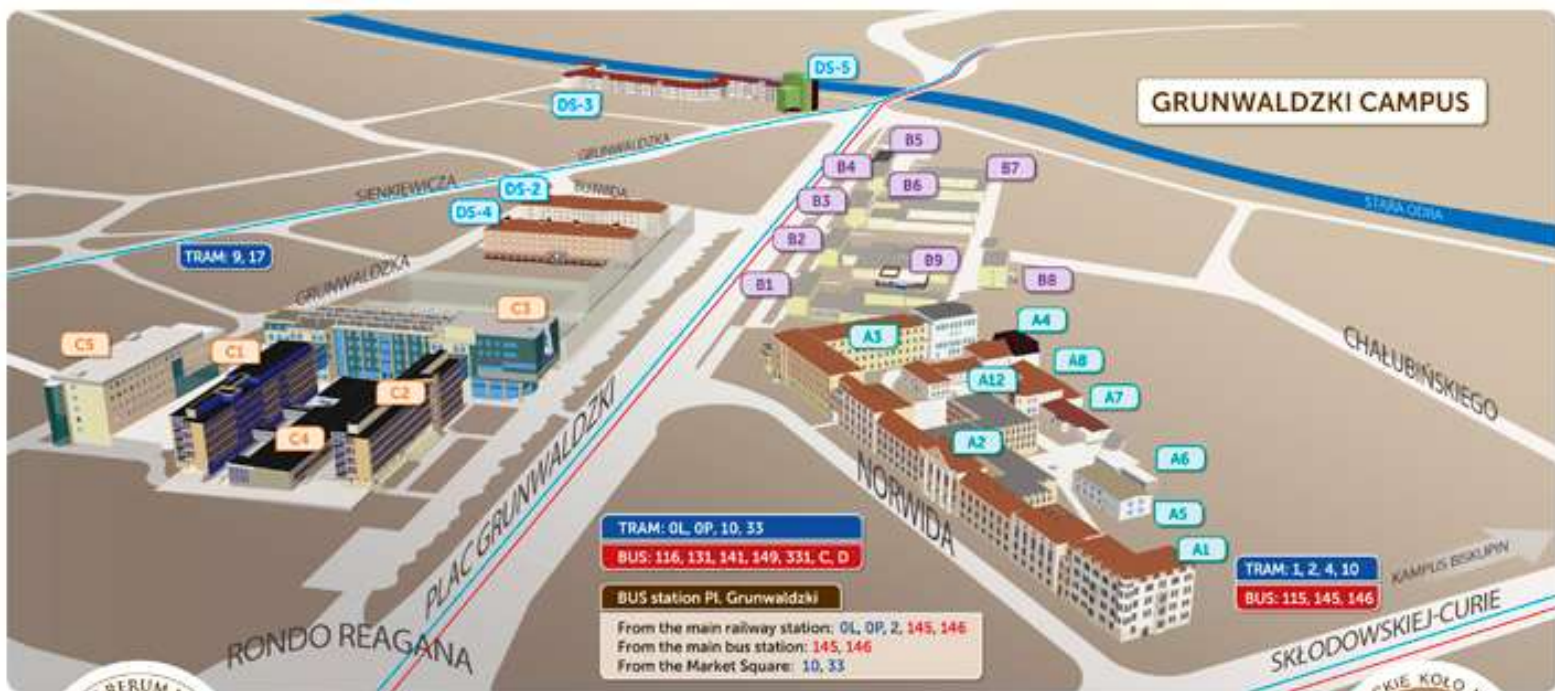 GRUNWALDZKI CAMPUS
DS-5
DS-3
GRUNWALDZKA
SIENKIEWICZA
DS-2
BUJWIDA
DS-4
TRAM: 9, 17
GRUNWALDZKA
STARA ODRA
B5
B4
B7
B6
B3
B2
B9
B1
B8
C3
C5
C1
C2
C4
A4
A3
A8
A12
A7
A2
A6
A5
A1
CHAŁUBIŃSKIEGO
PLAC GRUNWALDZKI
NORWIDA
RONDO REAGANA
TRAM: 0L, 0P, 10, 33
BUS: 116, 131, 141, 149, 331, C, D
BUS station Pl. Grunwaldzki
From the main railway station: 0L, 0P, 2, 145, 146
From the main bus station: 145, 146
From the Market Square: 10, 33
TRAM: 1, 2, 4, 10
BUS: 115, 145, 146
KAMPUS BISKUPIN
SKŁODOWSKIEJ-CURIE
KOŁO